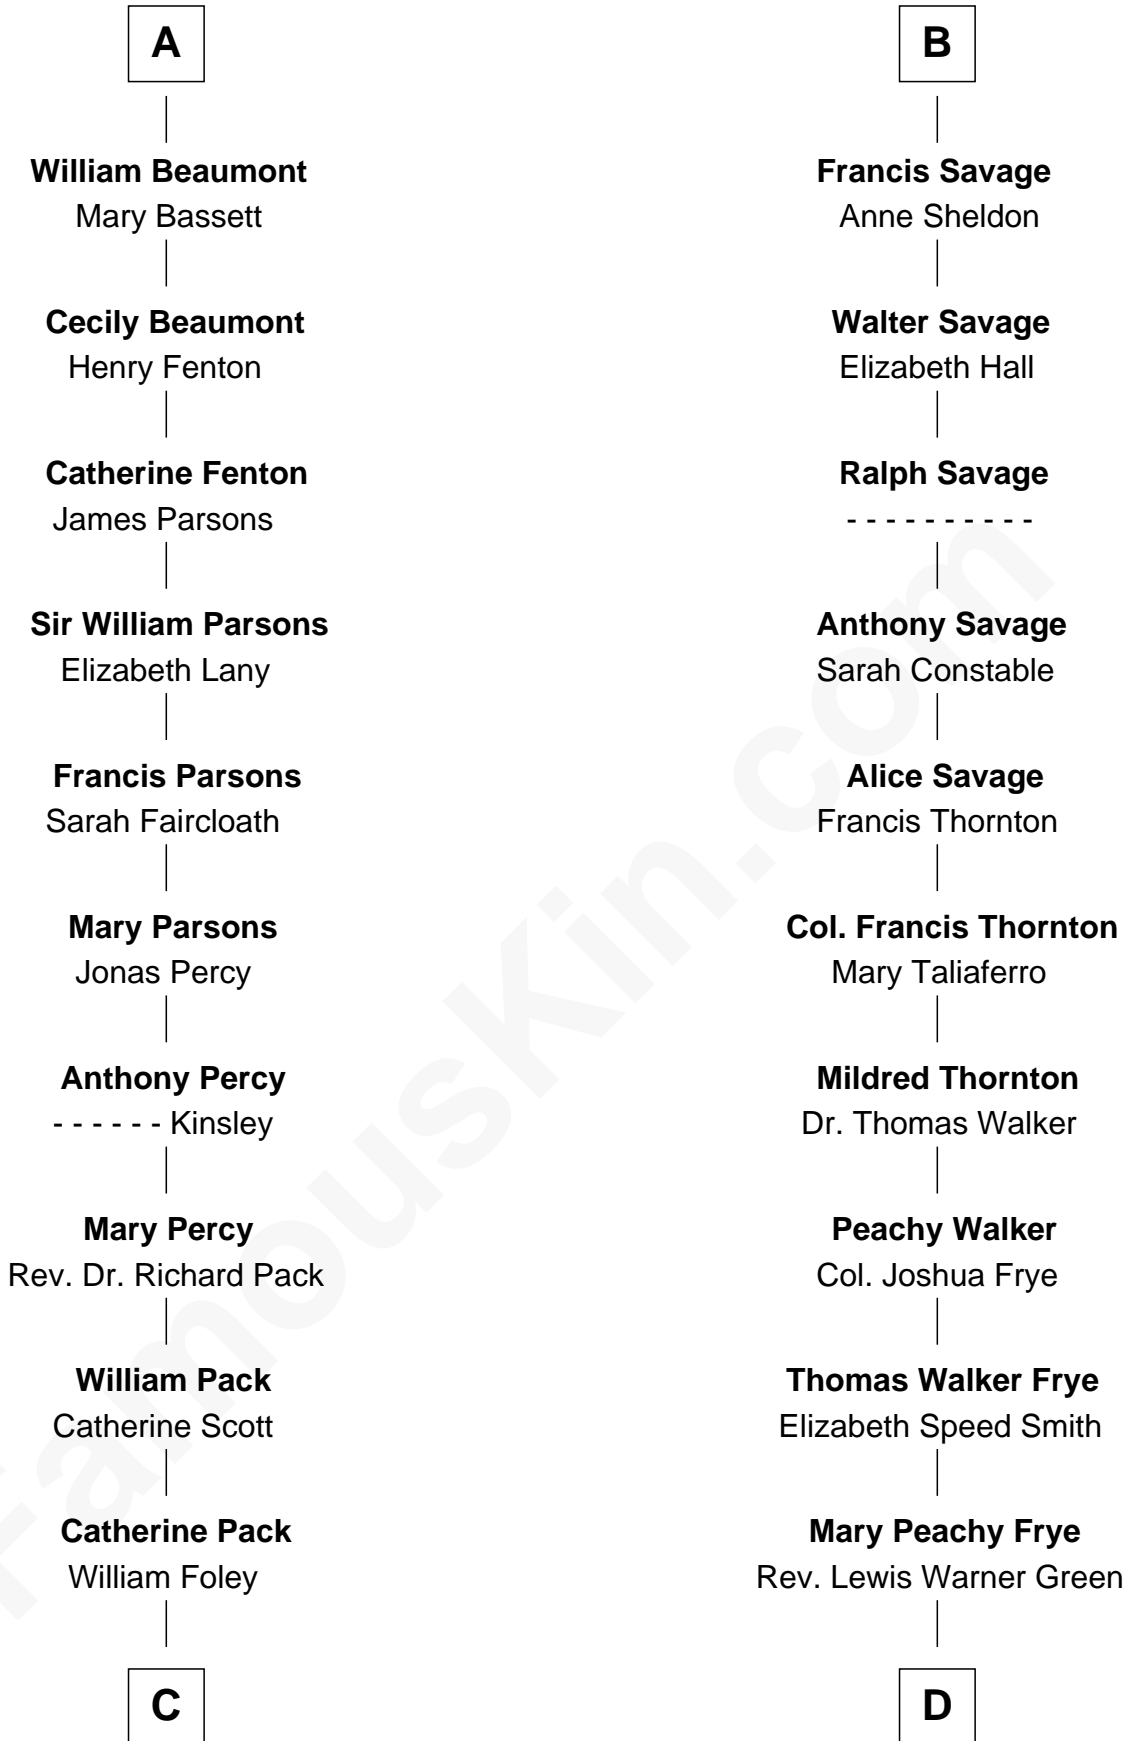 A
William Beaumont
Mary Bassett
Cecily Beaumont
Henry Fenton
Catherine Fenton
James Parsons
Sir William Parsons
Elizabeth Lany
Francis Parsons
Sarah Faircloath
Mary Parsons
Jonas Percy
Anthony Percy
- - - - - - Kinsley
Mary Percy
Rev. Dr. Richard Pack
William Pack
Catherine Scott
Catherine Pack
William Foley
C
B
Francis Savage
Anne Sheldon
Walter Savage
Elizabeth Hall
Ralph Savage
- - - - - - - - - -
Anthony Savage
Sarah Constable
Alice Savage
Francis Thornton
Col. Francis Thornton
Mary Taliaferro
Mildred Thornton
Dr. Thomas Walker
Peachy Walker
Col. Joshua Frye
Thomas Walker Frye
Elizabeth Speed Smith
Mary Peachy Frye
Rev. Lewis Warner Green
D
FamousKin.com